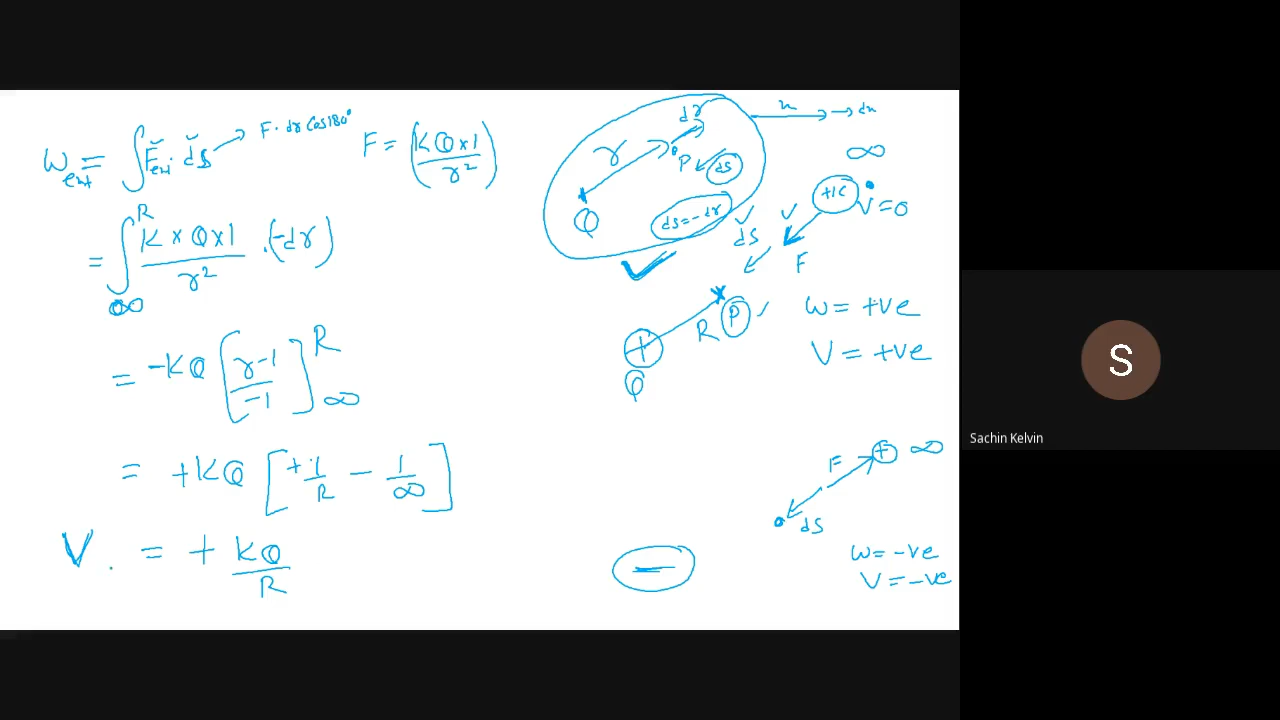 W_ext = ∫ F_ext . ds → F . dr Cos180°
F = (KQ×1 / r²)
= ∫_∞^R K×Q×1 / r² . (-dr)
= -KQ [r-1 / -1]_∞^R
= +KQ [+1/R - 1/∞]
V. = + KQ / R
dr
r
P
ds
Q
ds=-dr
x → dx
∞
+1C
V=0
ds
F
R
P
+
Q
W = +ve
V = +ve
F
+
∞
ds
W = -ve
V = -ve
−
S
Sachin Kelvin